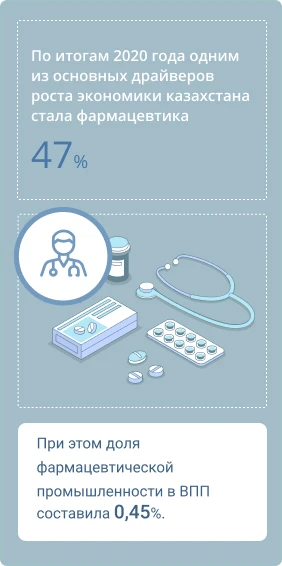 По итогам 2020 года одним
из основных драйверов
роста экономики казахстана
стала фармацевтика
47%
При этом доля
фармацевтической
промышленности в ВПП
составила 0,45%.